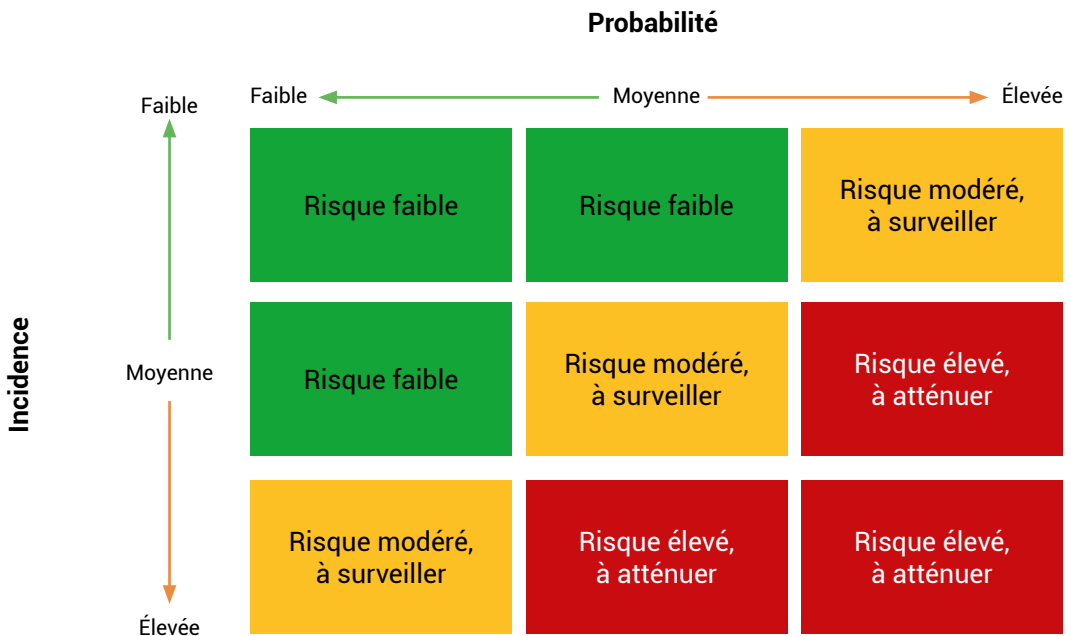 Probabilité
Faible
Moyenne
Élevée
Faible
Risque faible
Risque faible
Risque modéré,
à surveiller
Incidence
Moyenne
Risque faible
Risque modéré,
à surveiller
Risque élevé,
à atténuer
Risque modéré,
à surveiller
Risque élevé,
à atténuer
Risque élevé,
à atténuer
Élevée